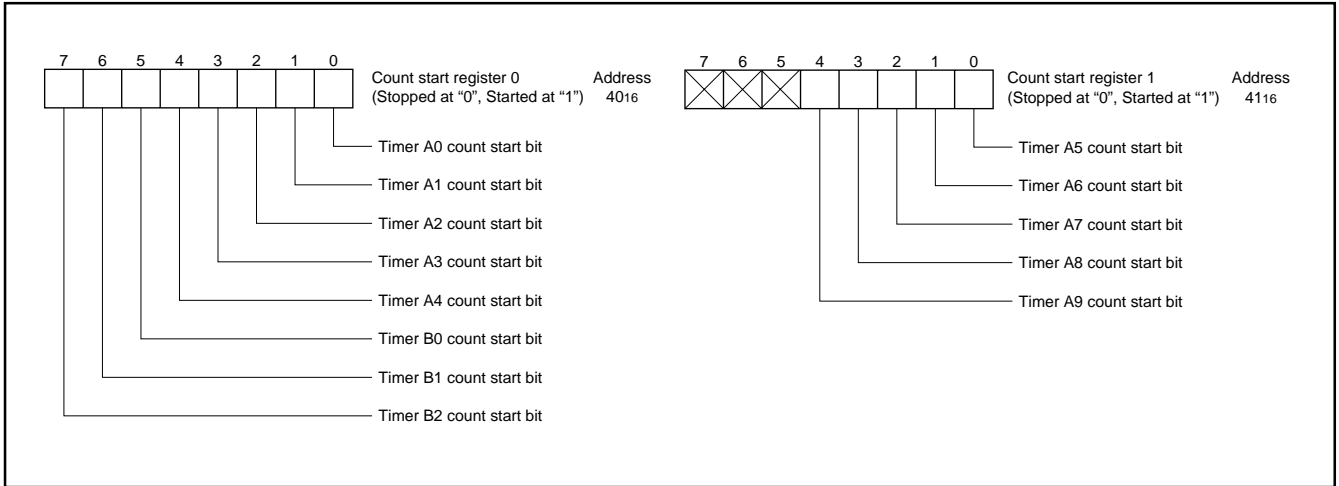 7 6 5 4 3 2 1 0
Count start register 0 Address
(Stopped at “0”, Started at “1”) 4016
Timer A0 count start bit
Timer A1 count start bit
Timer A2 count start bit
Timer A3 count start bit
Timer A4 count start bit
Timer B0 count start bit
Timer B1 count start bit
Timer B2 count start bit
7 6 5 4 3 2 1 0
Count start register 1 Address
(Stopped at “0”, Started at “1”) 4116
Timer A5 count start bit
Timer A6 count start bit
Timer A7 count start bit
Timer A8 count start bit
Timer A9 count start bit